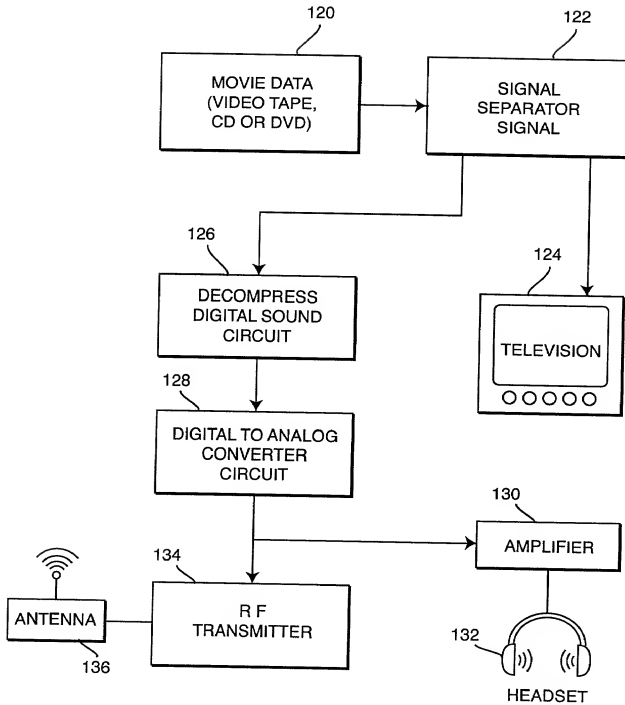 120
122
MOVIE DATA
(VIDEO TAPE,
CD OR DVD)
SIGNAL
SEPARATOR
SIGNAL
126
124
DECOMPRESS
DIGITAL SOUND
CIRCUIT
TELEVISION
128
DIGITAL TO ANALOG
CONVERTER
CIRCUIT
130
AMPLIFIER
134
R F
TRANSMITTER
ANTENNA
136
132
HEADSET